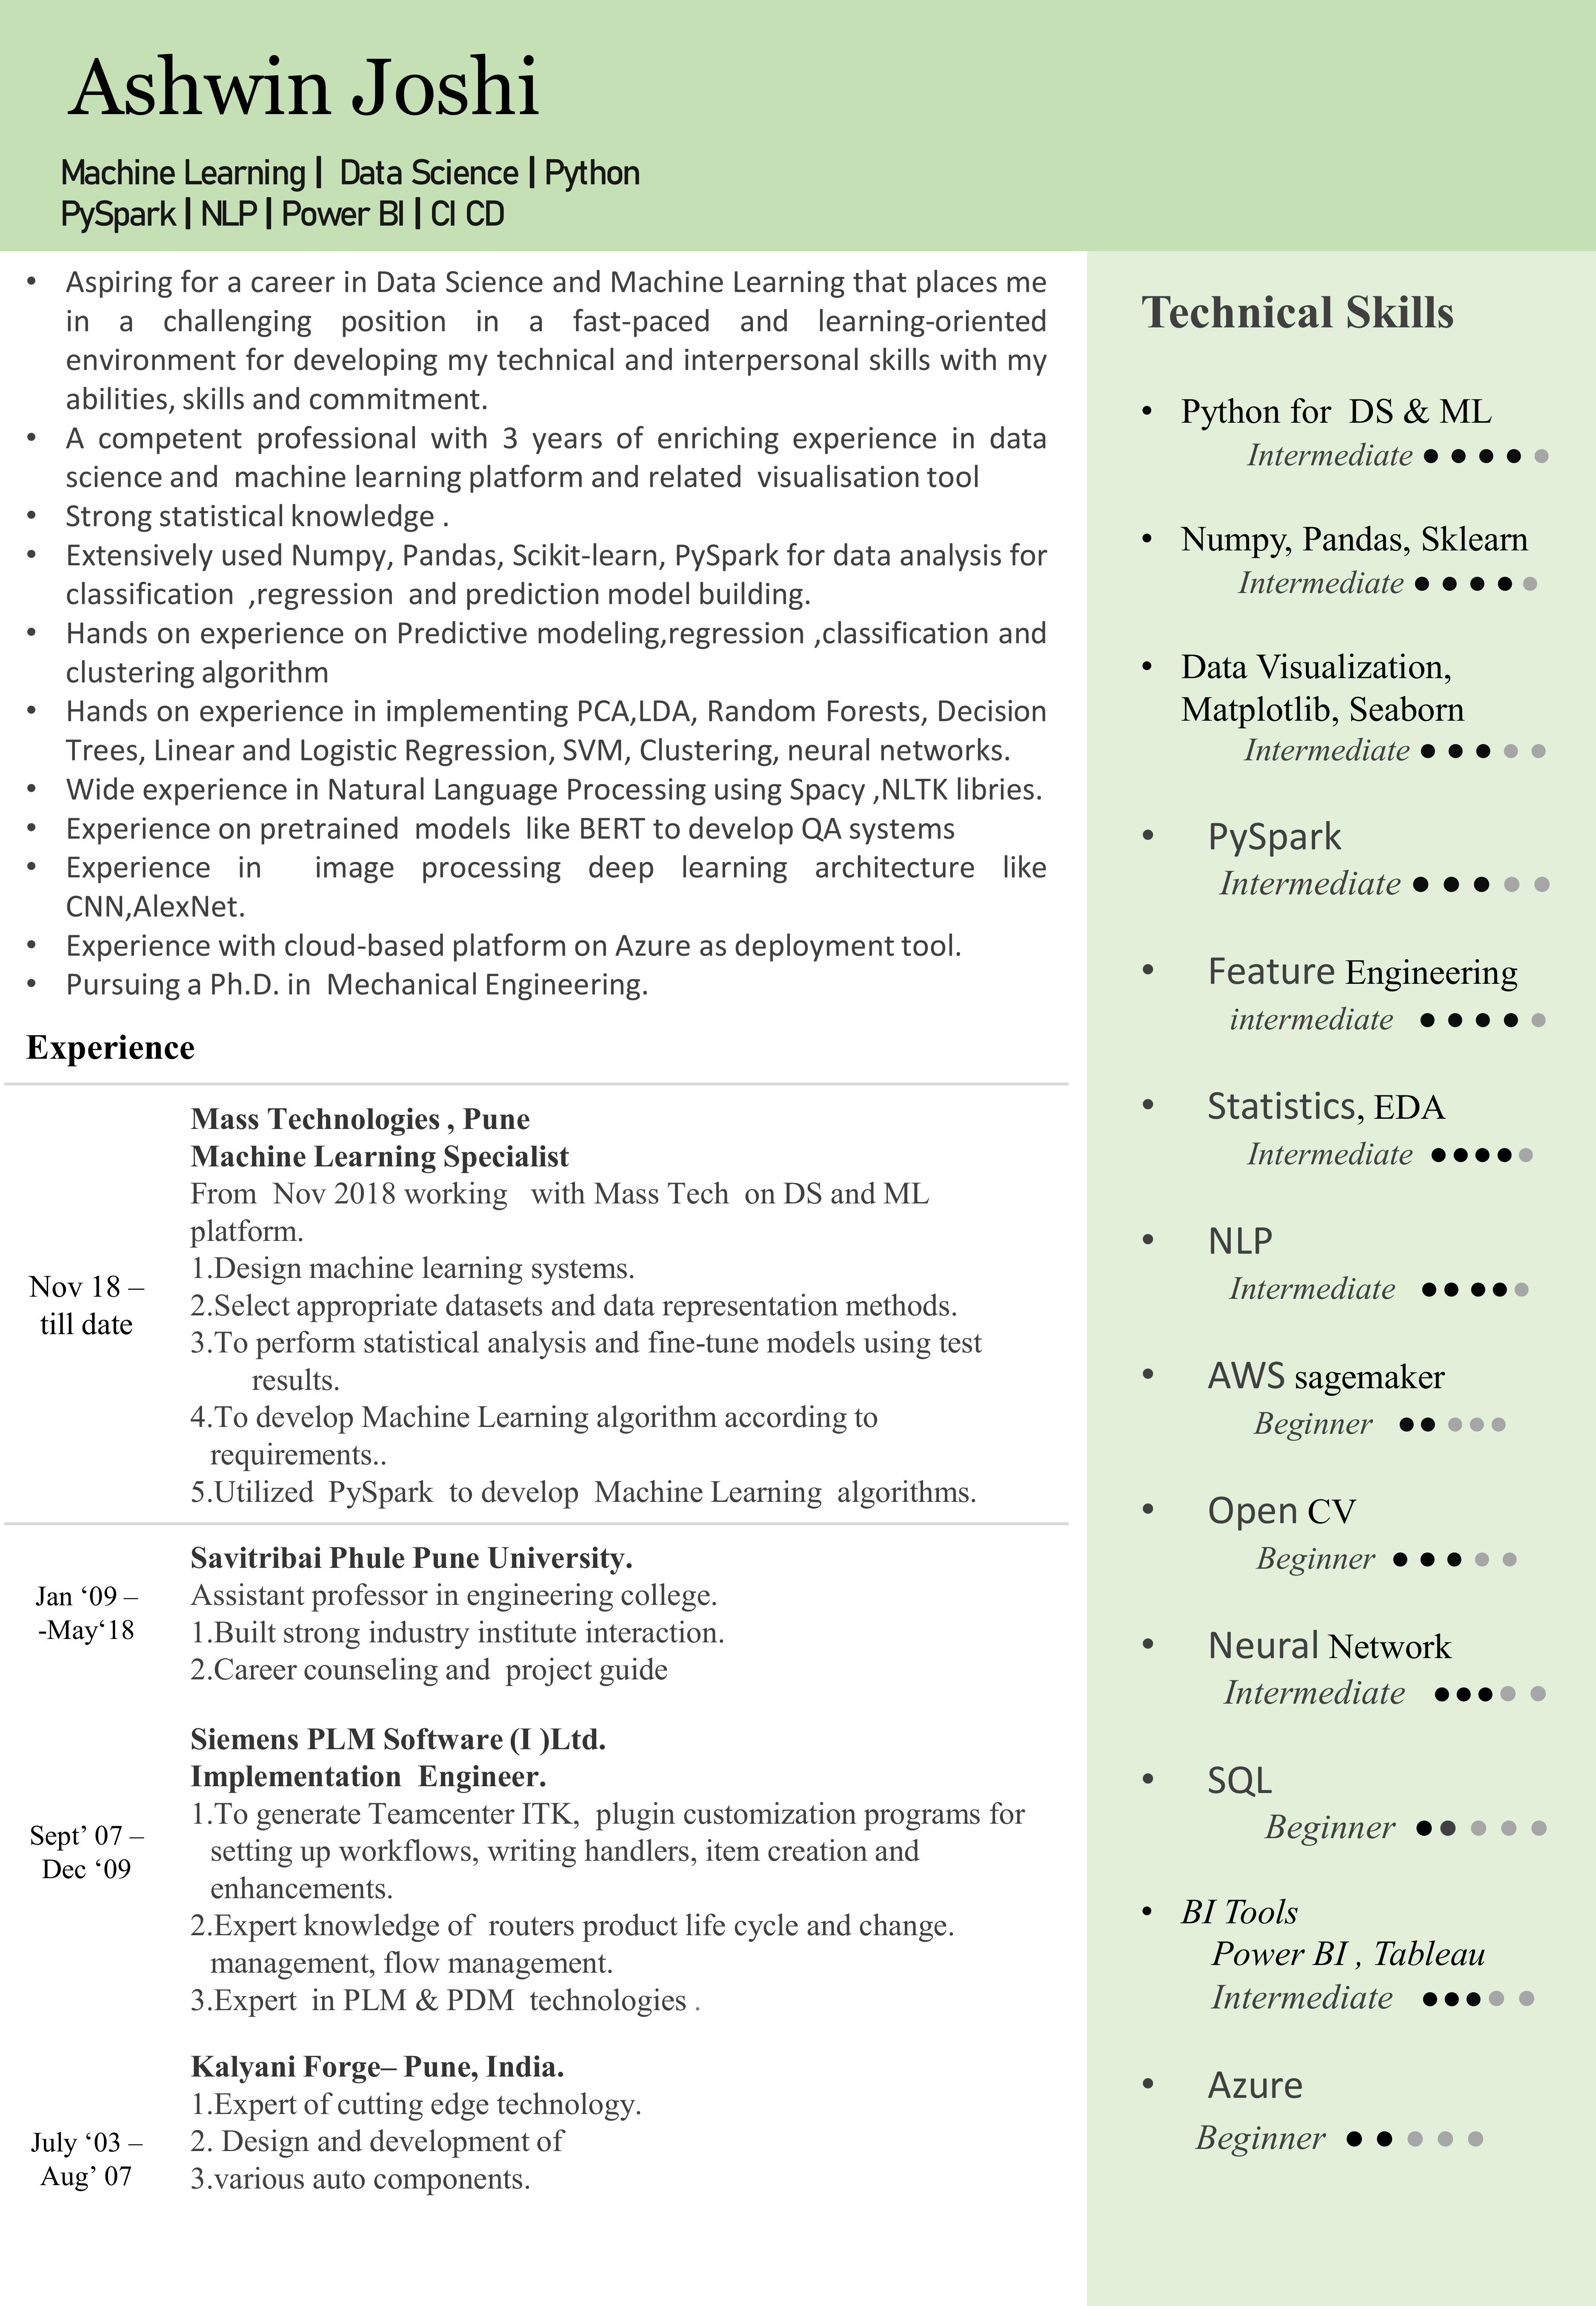 Ashwin Joshi
Machine Learning | Data Science | Python
PySpark | NLP | Power BI | CI CD
• Aspiring for a career in Data Science and Machine Learning that places me
in a challenging position in a fast-paced and learning-oriented
environment for developing my technical and interpersonal skills with my
abilities, skills and commitment.
• A competent professional with 3 years of enriching experience in data
science and machine learning platform and related visualisation tool
• Strong statistical knowledge .
• Extensively used Numpy, Pandas, Scikit-learn, PySpark for data analysis for
classification ,regression and prediction model building.
• Hands on experience on Predictive modeling,regression ,classification and
clustering algorithm
• Hands on experience in implementing PCA,LDA, Random Forests, Decision
Trees, Linear and Logistic Regression, SVM, Clustering, neural networks.
• Wide experience in Natural Language Processing using Spacy ,NLTK libries.
• Experience on pretrained models like BERT to develop QA systems
• Experience in image processing deep learning architecture like
CNN,AlexNet.
• Experience with cloud-based platform on Azure as deployment tool.
• Pursuing a Ph.D. in Mechanical Engineering.
Experience
Nov 18 –
till date
Mass Technologies , Pune
Machine Learning Specialist
From Nov 2018 working with Mass Tech on DS and ML
platform.
1.Design machine learning systems.
2.Select appropriate datasets and data representation methods.
3.To perform statistical analysis and fine-tune models using test
results.
4.To develop Machine Learning algorithm according to
requirements..
5.Utilized PySpark to develop Machine Learning algorithms.
Jan ‘09 –
-May‘18
Savitribai Phule Pune University.
Assistant professor in engineering college.
1.Built strong industry institute interaction.
2.Career counseling and project guide
Sept’ 07 –
Dec ‘09
Siemens PLM Software (I )Ltd.
Implementation Engineer.
1.To generate Teamcenter ITK, plugin customization programs for
setting up workflows, writing handlers, item creation and
enhancements.
2.Expert knowledge of routers product life cycle and change.
management, flow management.
3.Expert in PLM & PDM technologies .
July ‘03 –
Aug’ 07
Kalyani Forge– Pune, India.
1.Expert of cutting edge technology.
2. Design and development of
3.various auto components.
Technical Skills
• Python for DS & ML
Intermediate
• Numpy, Pandas, Sklearn
Intermediate
• Data Visualization,
Matplotlib, Seaborn
Intermediate
• PySpark
Intermediate
• Feature Engineering
intermediate
• Statistics, EDA
Intermediate
• NLP
Intermediate
• AWS sagemaker
Beginner
• Open CV
Beginner
• Neural Network
Intermediate
• SQL
Beginner
• BI Tools
Power BI , Tableau
Intermediate
• Azure
Beginner